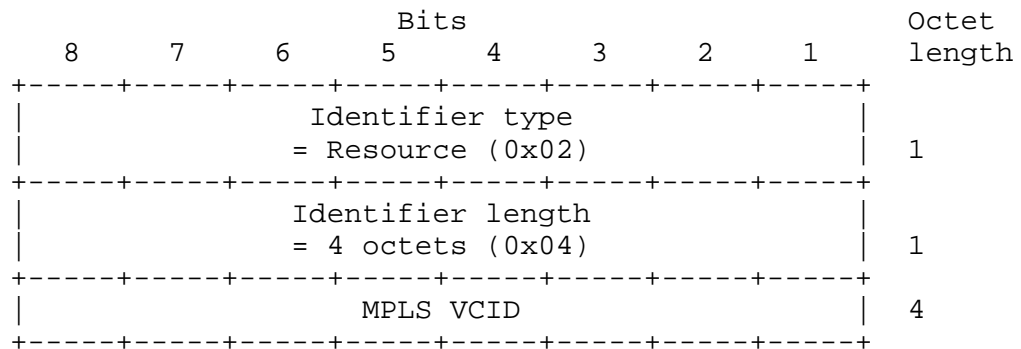 Bits Octet
8 7 6 5 4 3 2 1 length
+-----+-----+-----+-----+-----+-----+-----+-----+
| Identifier type |
| = Resource (0x02) | 1
+-----+-----+-----+-----+-----+-----+-----+-----+
| Identifier length |
| = 4 octets (0x04) | 1
+-----+-----+-----+-----+-----+-----+-----+-----+
| MPLS VCID | 4
+-----+-----+-----+-----+-----+-----+-----+-----+